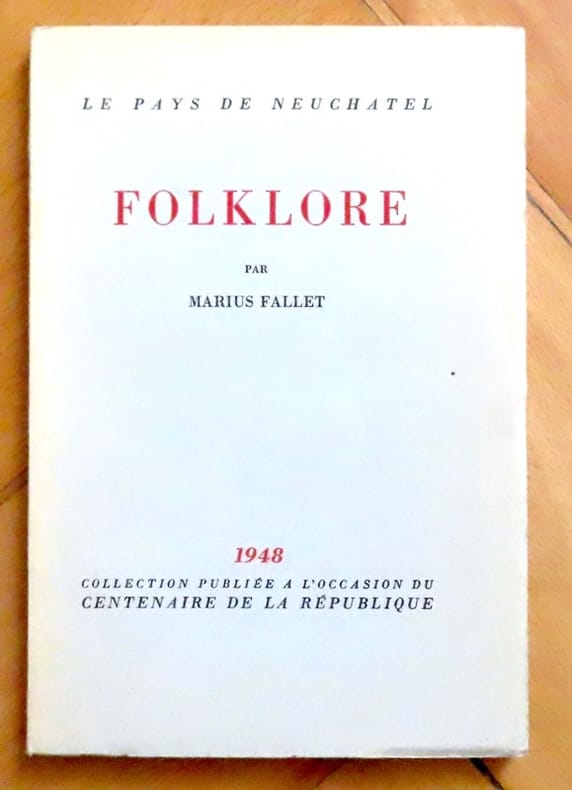 LE PAYS DE NEUCHATEL
FOLKLORE
PAR
MARIUS FALLET
1948
COLLECTION PUBLIÉE A L'OCCASION DU
CENTENAIRE DE LA RÉPUBLIQUE